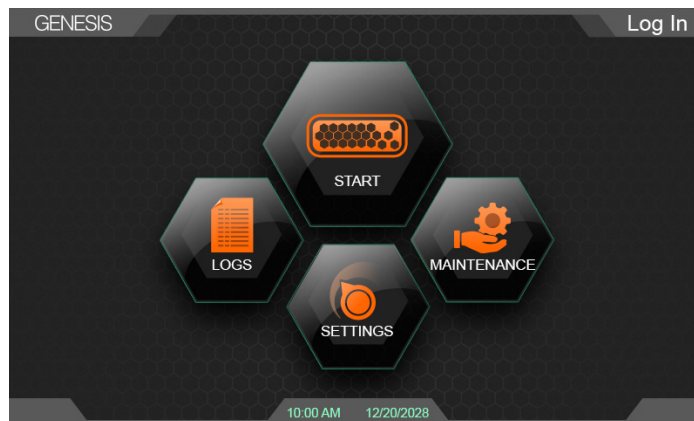 GENESIS
Log In
START
LOGS
MAINTENANCE
SETTINGS
10:00 AM 12/20/2028